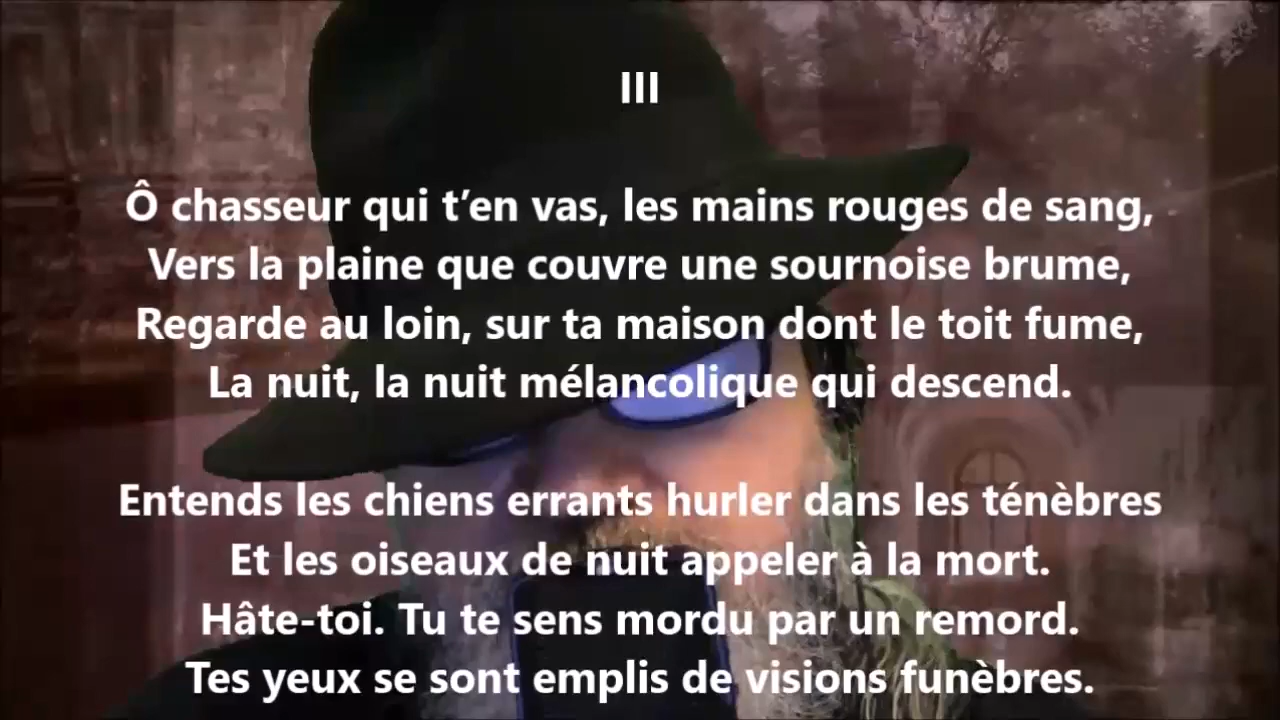 III
Ô chasseur qui t’en vas, les mains rouges de sang,
Vers la plaine que couvre une sournoise brume,
Regarde au loin, sur ta maison dont le toit fume,
La nuit, la nuit mélancolique qui descend.
Entends les chiens errants hurler dans les ténèbres
Et les oiseaux de nuit appeler à la mort.
Hâte-toi. Tu te sens mordu par un remord.
Tes yeux se sont emplis de visions funèbres.